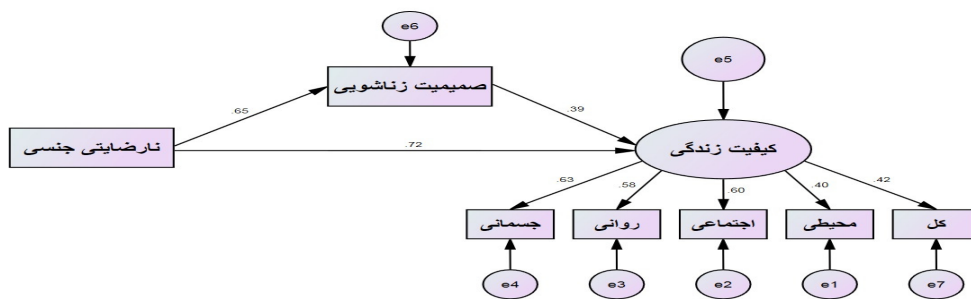 e6
e5
صمیمیت زناشویی
.65
.39
نارضایتی جنسی
.72
کیفیت زندگی
.63
.58
.60
.40
.42
جسمانی
روانی
اجتماعی
محیطی
کل
e4
e3
e2
e1
e7